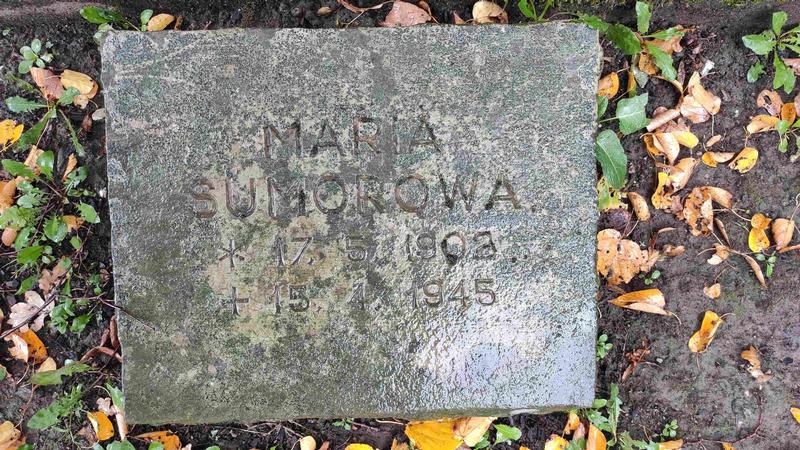 MARIA
SUMOROWA
* 17. 5. 1903
+ 15. 4. 1945